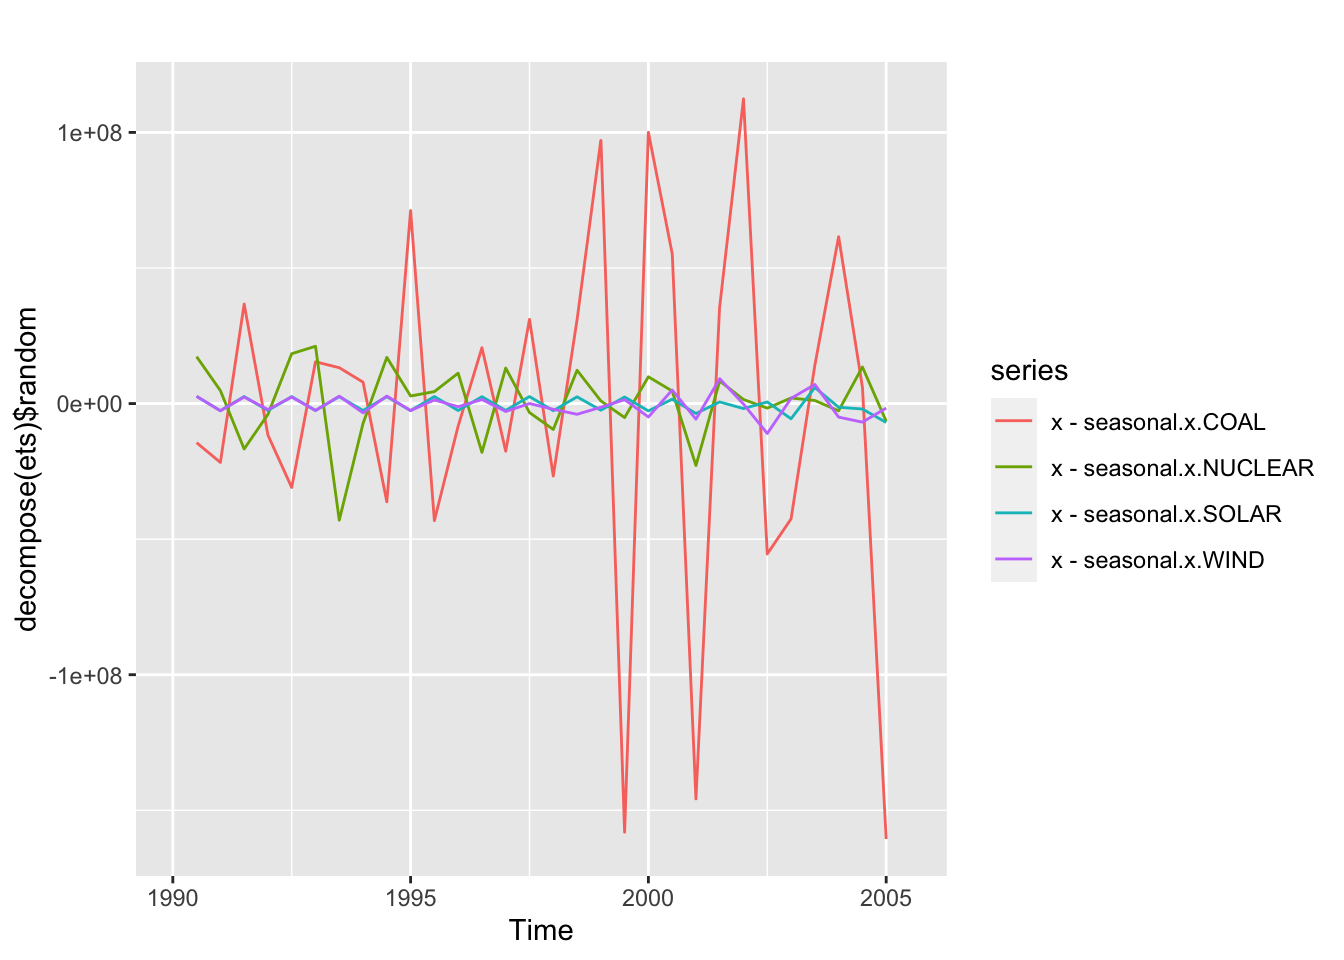 decompose(ets)$random
1e+08
0e+00
-1e+08
1990
1995
2000
2005
Time
series
x - seasonal.x.COAL
x - seasonal.x.NUCLEAR
x - seasonal.x.SOLAR
x - seasonal.x.WIND